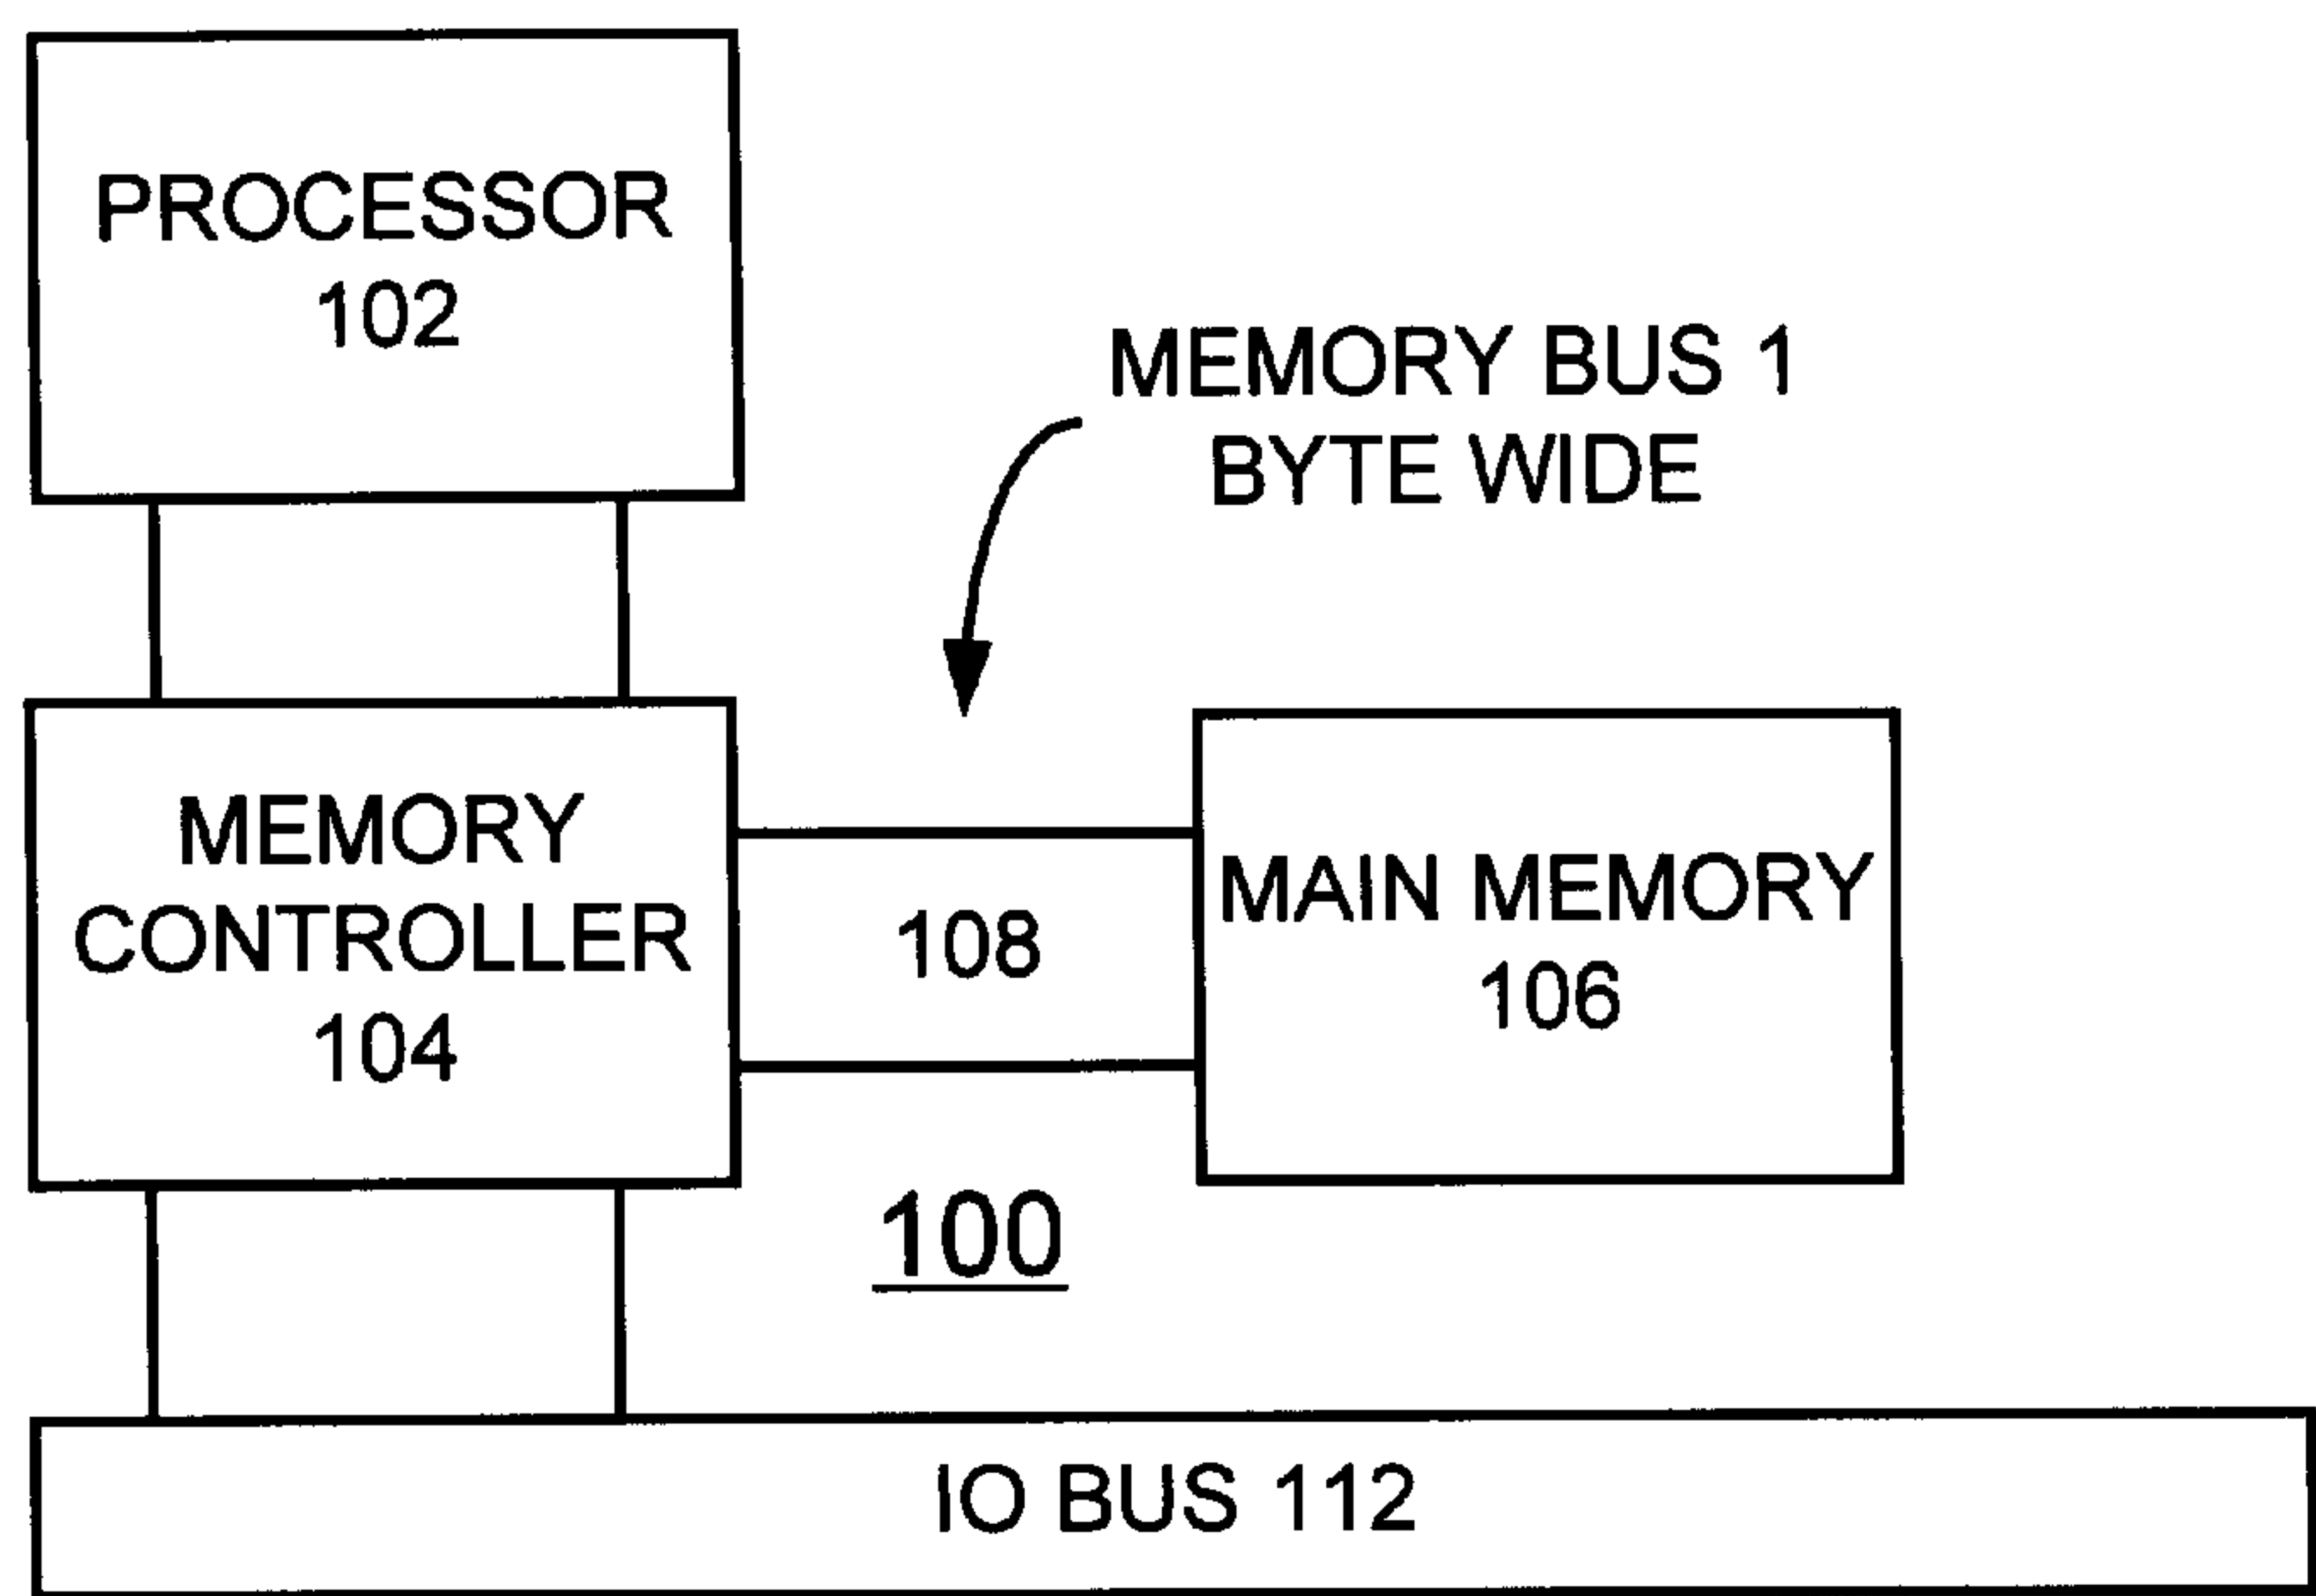 PROCESSOR
102
MEMORY BUS 1
BYTE WIDE
MEMORY
CONTROLLER
104
108
MAIN MEMORY
106
100
IO BUS 112